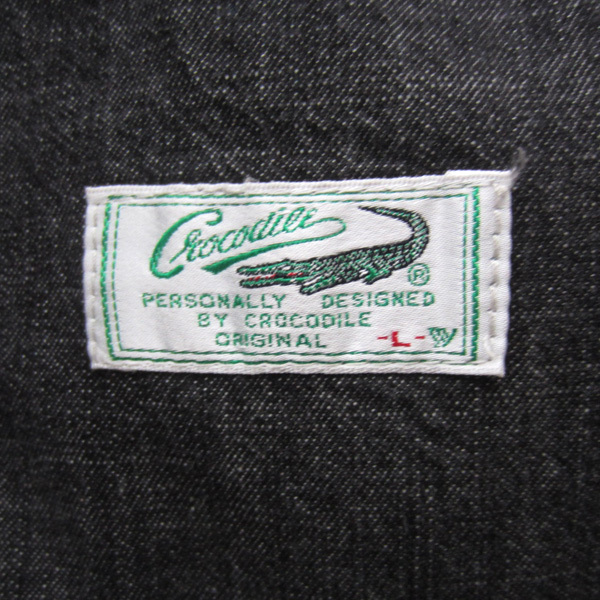 Crocodile
®
PERSONALLY DESIGNED
BY CROCODILE
ORIGINAL -L-